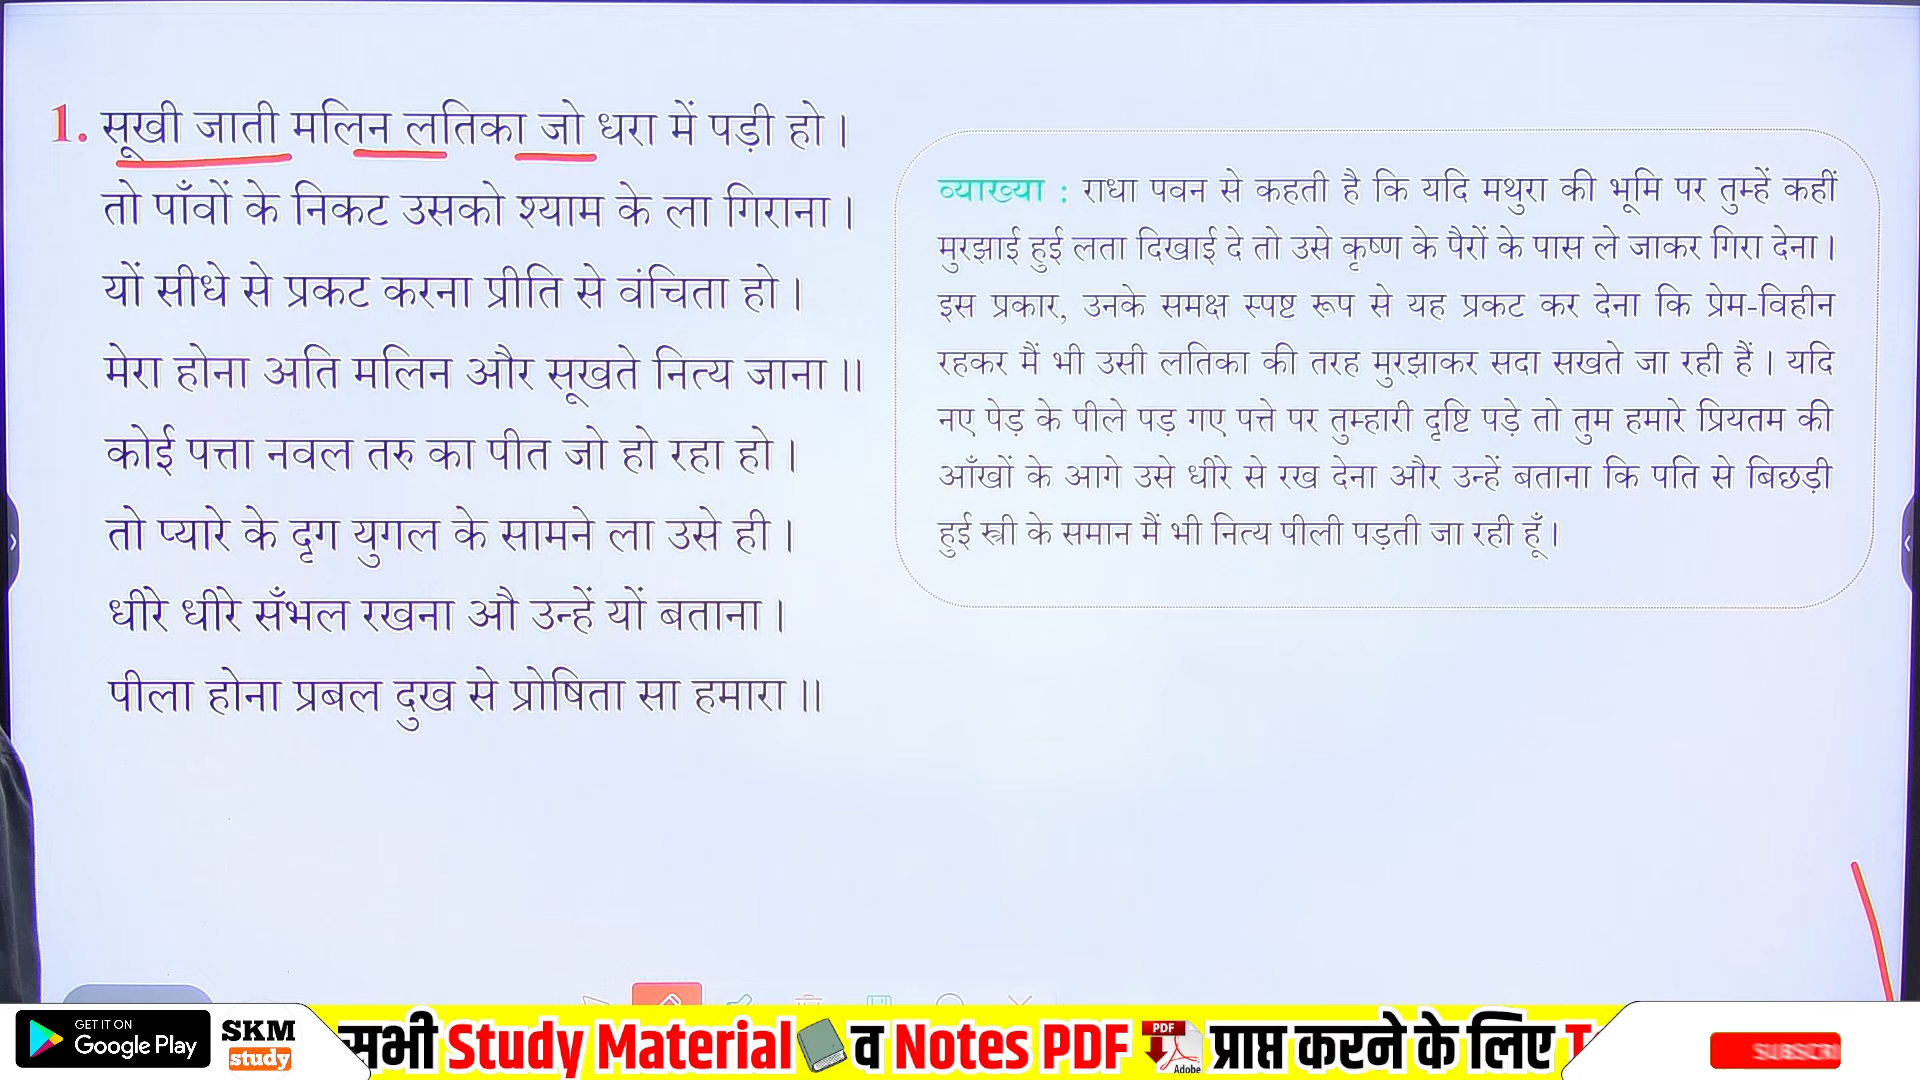 1. सूखी जाती मलिन लतिका जो धरा में पड़ी हो।
तो पाँवों के निकट उसको श्याम के ला गिराना।
यों सीधे से प्रकट करना प्रीति से वंचिता हो।
मेरा होना अति मलिन और सूखते नित्य जाना॥
कोई पत्ता नवल तरु का पीत जो हो रहा हो।
तो प्यारे के दृग युगल के सामने ला उसे ही।
धीरे धीरे सँभल रखना औ उन्हें यों बताना।
पीला होना प्रबल दुख से प्रोषिता सा हमारा॥
व्याख्या : राधा पवन से कहती है कि यदि मथुरा की भूमि पर तुम्हें कहीं
मुरझाई हुई लता दिखाई दे तो उसे कृष्ण के पैरों के पास ले जाकर गिरा देना।
इस प्रकार, उनके समक्ष स्पष्ट रूप से यह प्रकट कर देना कि प्रेम-विहीन
रहकर मैं भी उसी लतिका की तरह मुरझाकर सदा सखते जा रही हैं। यदि
नए पेड़ के पीले पड़ गए पत्ते पर तुम्हारी दृष्टि पड़े तो तुम हमारे प्रियतम की
आँखों के आगे उसे धीरे से रख देना और उन्हें बताना कि पति से बिछड़ी
हुई स्त्री के समान मैं भी नित्य पीली पड़ती जा रही हूँ।
GET IT ON
Google Play
SKM
study
सभी Study Material व Notes PDF PDF Adobe प्राप्त करने के लिए T
SUBSCRI